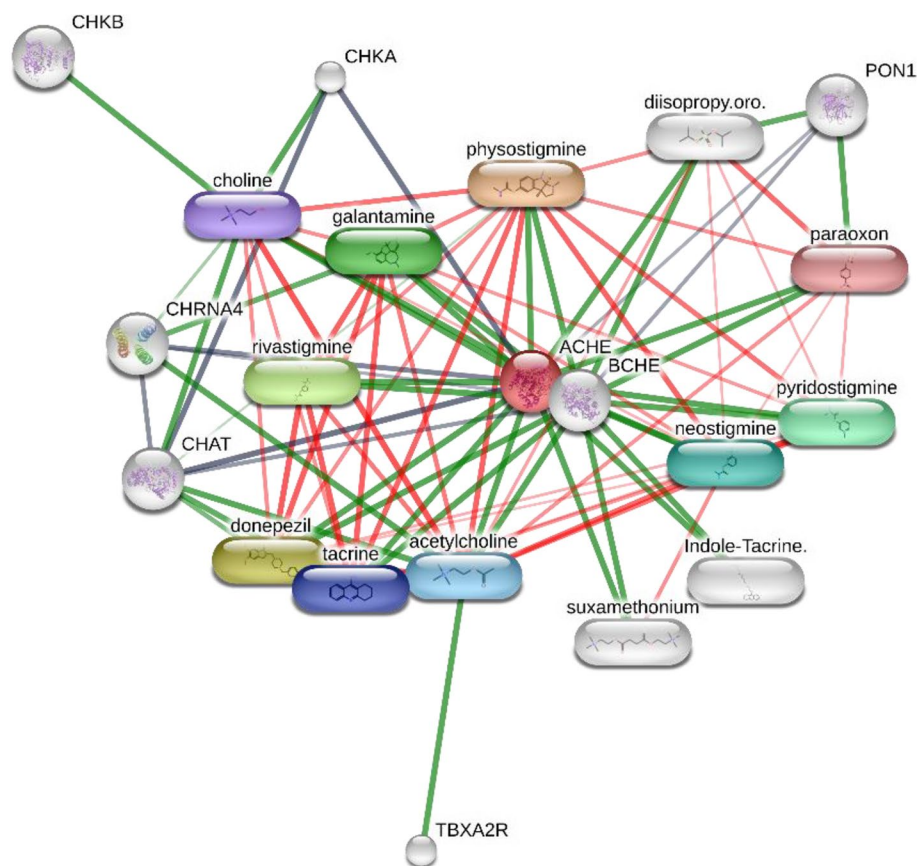 CHKB
CHKA
PON1
diisopropy.oro.
physostigmine
choline
galantamine
paraoxon
CHRNA4
ACHE
rivastigmine
BCHE
pyridostigmine
neostigmine
CHAT
donepezil
acetylcholine
Indole-Tacrine.
tacrine
suxamethonium
TBXA2R